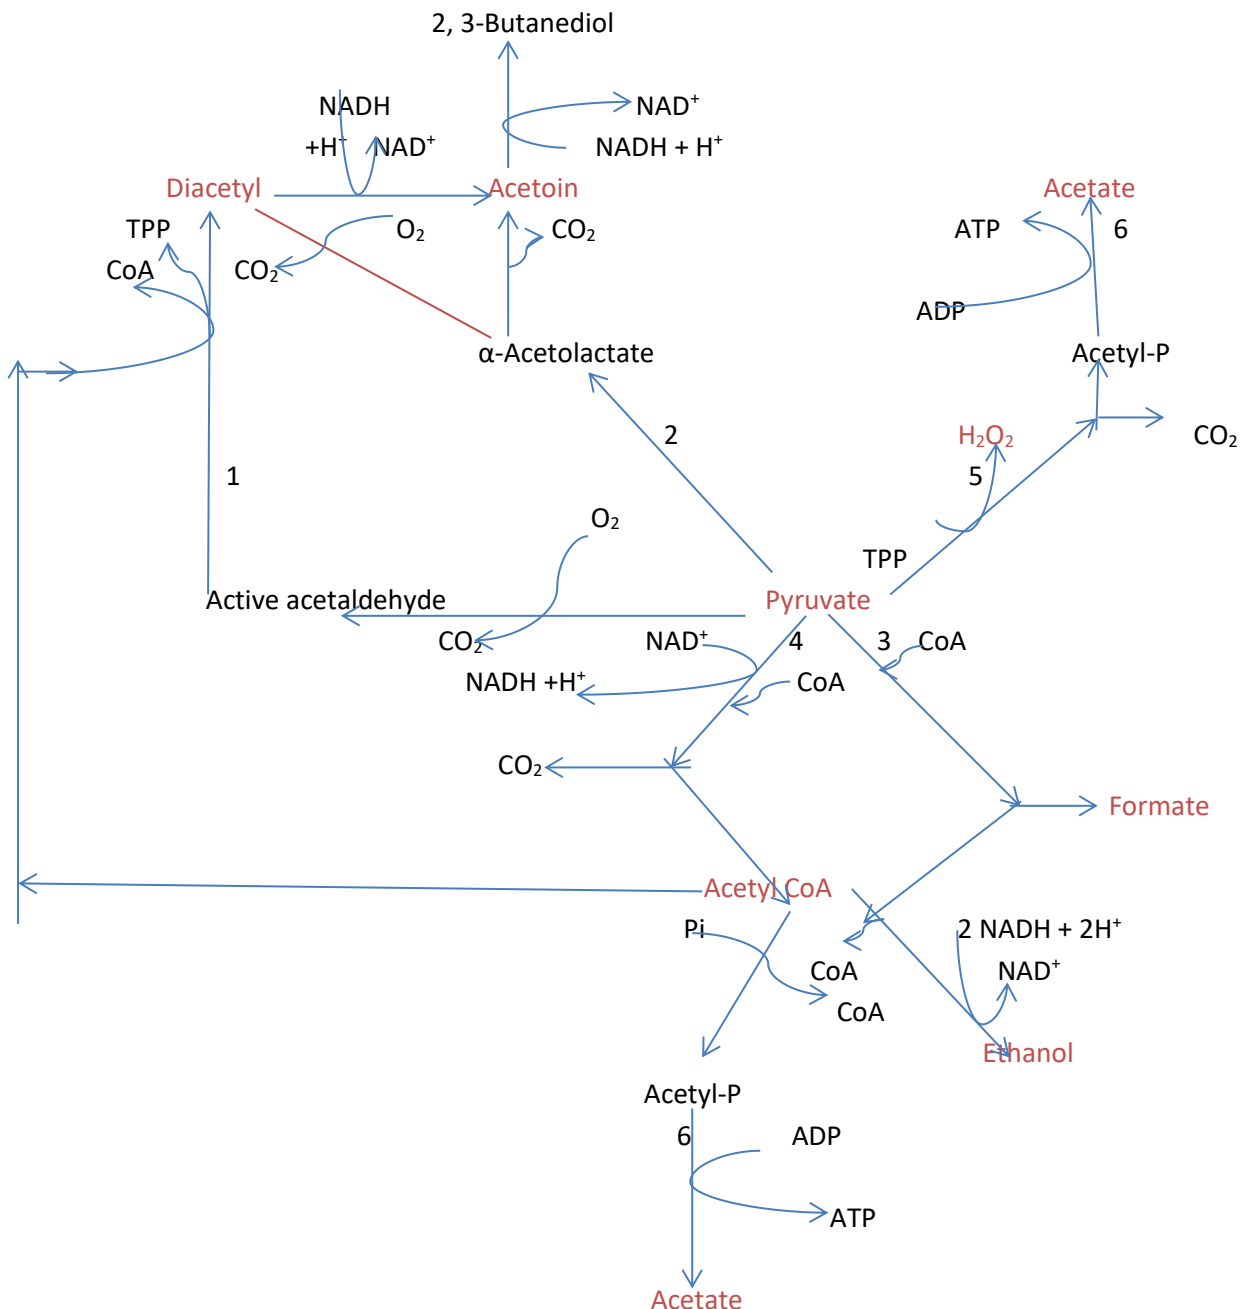 2, 3-Butanediol
NADH
NAD⁺
+H⁺ NAD⁺
NADH + H⁺
Diacetyl
Acetoin
Acetate
TPP
O₂
CO₂
ATP
6
CoA
CO₂
ADP
α-Acetolactate
Acetyl-P
2
H₂O₂
CO₂
1
5
O₂
TPP
Active acetaldehyde
Pyruvate
CO₂
NAD⁺
4
3
CoA
NADH +H⁺
CoA
CO₂
Formate
Acetyl CoA
Pi
2 NADH + 2H⁺
CoA
NAD⁺
CoA
Ethanol
Acetyl-P
6
ADP
ATP
Acetate